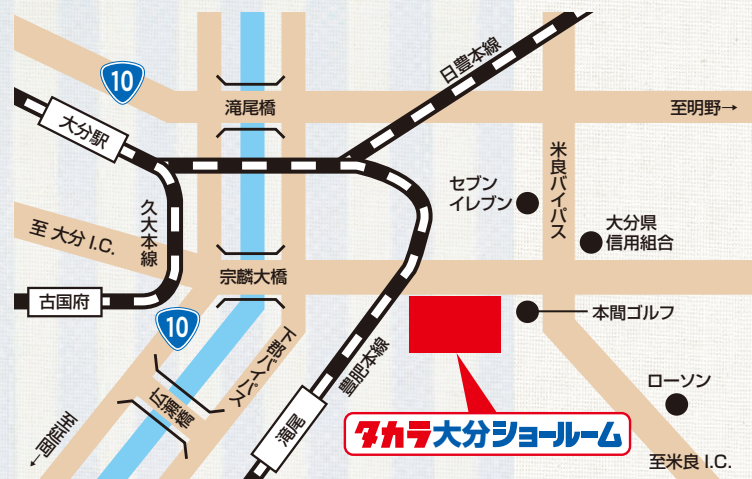 日豊本線
10
滝尾橋
至明野→
大分駅
米良バイパス
セブン
イレブン
久大本線
大分県
信用組合
至 大分 I.C.
宗麟大橋
古国府
10
本間ゴルフ
下郡バイパス
豊肥本線
広瀬橋
ローソン
滝尾
タカラ大分ショールーム
至延岡
←
至米良 I.C.